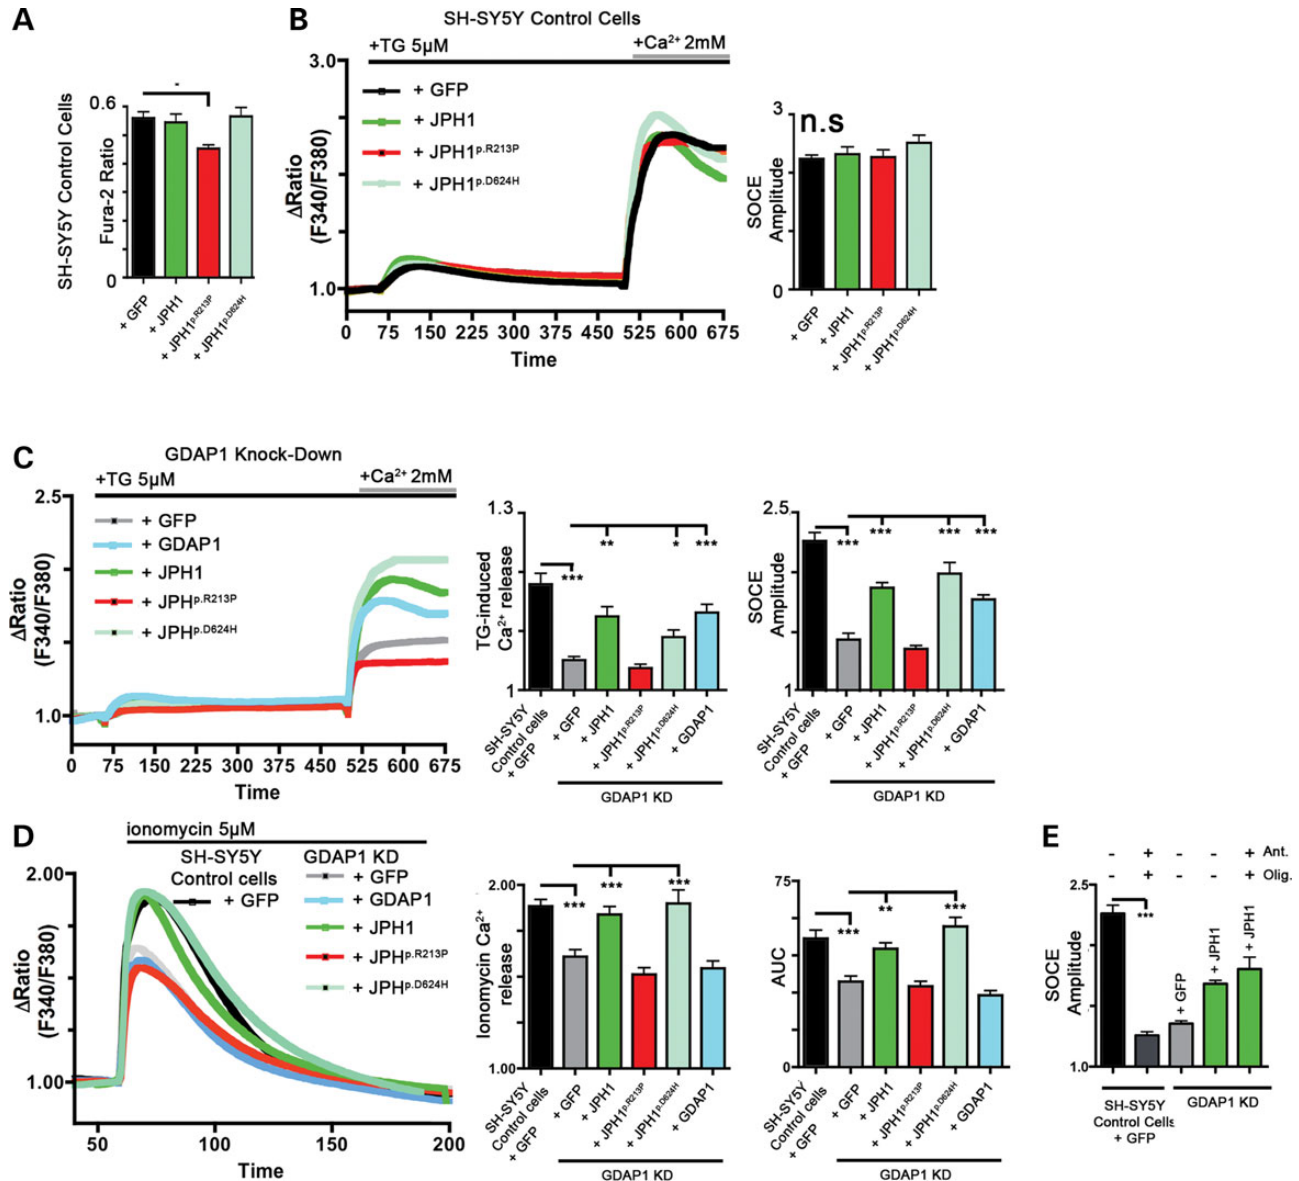 A
SH-SY5Y Control Cells
Fura-2 Ratio
0.6
0
-
+ GFP
+ JPH1
+ JPH1p.R213P
+ JPH1p.D624H
B
SH-SY5Y Control Cells
+TG 5µM
+Ca2+ 2mM
3.0
1.0
ΔRatio
(F340/F380)
+ GFP
+ JPH1
+ JPH1p.R213P
+ JPH1p.D624H
0 75 150 225 300 375 450 525 600 675
Time
n.s
SOCE
Amplitude
3
0
+ GFP
+ JPH1
+ JPH1p.R213P
+ JPH1p.D624H
C
GDAP1 Knock-Down
+TG 5µM
+Ca2+ 2mM
2.5
1.0
ΔRatio
(F340/F380)
+ GFP
+ GDAP1
+ JPH1
+ JPHp.R213P
+ JPHp.D624H
0 75 150 225 300 375 450 525 600 675
Time
TG-induced
Ca2+ release
1.3
1
*** ** * ***
SH-SY5Y
Control cells
+ GFP
+ GFP
+ JPH1
+ JPH1p.R213P
+ JPH1p.D624H
+ GDAP1
GDAP1 KD
SOCE
Amplitude
2.5
1
*** *** *** ***
SH-SY5Y
Control cells
+ GFP
+ GFP
+ JPH1
+ JPH1p.R213P
+ JPH1p.D624H
+ GDAP1
GDAP1 KD
D
ionomycin 5µM
2.00
1.00
ΔRatio
(F340/F380)
SH-SY5Y
Control cells
+ GFP
GDAP1 KD
+ GFP
+ GDAP1
+ JPH1
+ JPHp.R213P
+ JPHp.D624H
50 100 150 200
Time
Ionomycin Ca2+
release
2.00
1.00
*** *** ***
SH-SY5Y
Control cells
+ GFP
+ GFP
+ JPH1
+ JPH1p.R213P
+ JPH1p.D624H
+ GDAP1
GDAP1 KD
AUC
75
0
*** ** ***
SH-SY5Y
Control cells
+ GFP
+ GFP
+ JPH1
+ JPH1p.R213P
+ JPH1p.D624H
+ GDAP1
GDAP1 KD
E
- + - - + Ant.
- + - - + Olig.
SOCE
Amplitude
2.5
1.0
***
+ GFP
+ JPH1
+ JPH1
SH-SY5Y
Control Cells
+ GFP
GDAP1 KD